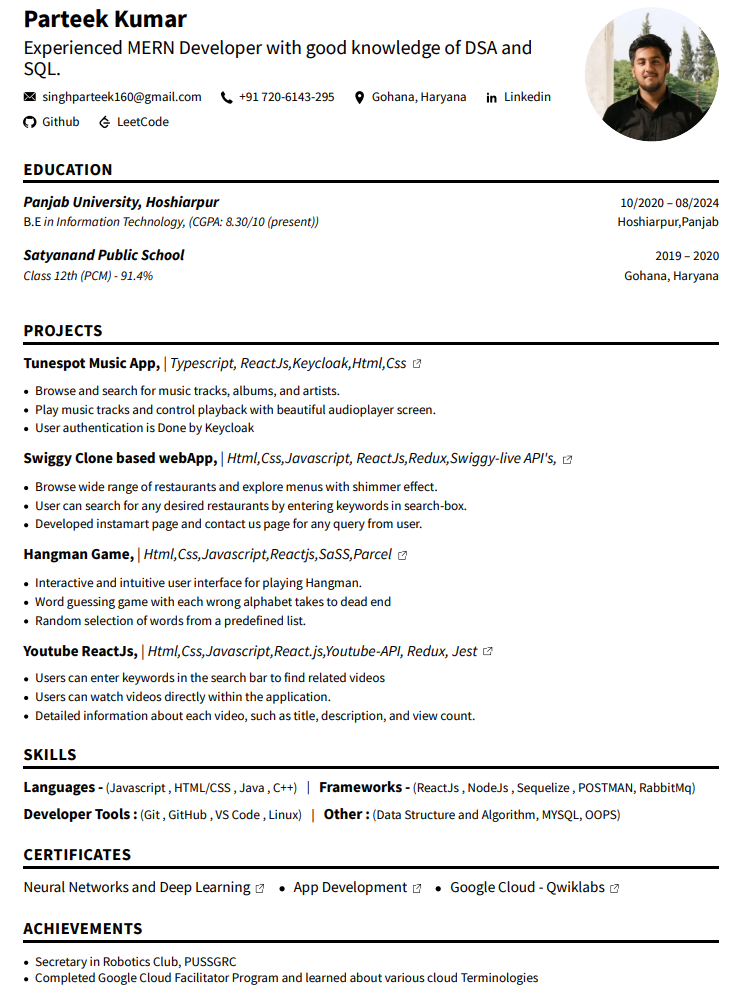 Parteek Kumar
Experienced MERN Developer with good knowledge of DSA and
SQL.
singhparteek160@gmail.com +91 720-6143-295 Gohana, Haryana Linkedin
Github LeetCode
EDUCATION
Panjab University, Hoshiarpur 10/2020 – 08/2024
B.E in Information Technology, (CGPA: 8.30/10 (present)) Hoshiarpur,Panjab
Satyanand Public School 2019 – 2020
Class 12th (PCM) - 91.4% Gohana, Haryana
PROJECTS
Tunespot Music App, | Typescript, ReactJs,Keycloak,Html,Css
• Browse and search for music tracks, albums, and artists.
• Play music tracks and control playback with beautiful audioplayer screen.
• User authentication is Done by Keycloak
Swiggy Clone based webApp, | Html,Css,Javascript, ReactJs,Redux,Swiggy-live API's,
• Browse wide range of restaurants and explore menus with shimmer effect.
• User can search for any desired restaurants by entering keywords in search-box.
• Developed instamart page and contact us page for any query from user.
Hangman Game, | Html,Css,Javascript,Reactjs,SaSS,Parcel
• Interactive and intuitive user interface for playing Hangman.
• Word guessing game with each wrong alphabet takes to dead end
• Random selection of words from a predefined list.
Youtube ReactJs, | Html,Css,Javascript,React.js,Youtube-API, Redux, Jest
• Users can enter keywords in the search bar to find related videos
• Users can watch videos directly within the application.
• Detailed information about each video, such as title, description, and view count.
SKILLS
Languages - (Javascript , HTML/CSS , Java , C++) | Frameworks - (ReactJs , NodeJs , Sequelize , POSTMAN, RabbitMq)
Developer Tools : (Git , GitHub , VS Code , Linux) | Other : (Data Structure and Algorithm, MYSQL, OOPS)
CERTIFICATES
Neural Networks and Deep Learning • App Development • Google Cloud - Qwiklabs
ACHIEVEMENTS
• Secretary in Robotics Club, PUSSGRC
• Completed Google Cloud Facilitator Program and learned about various cloud Terminologies